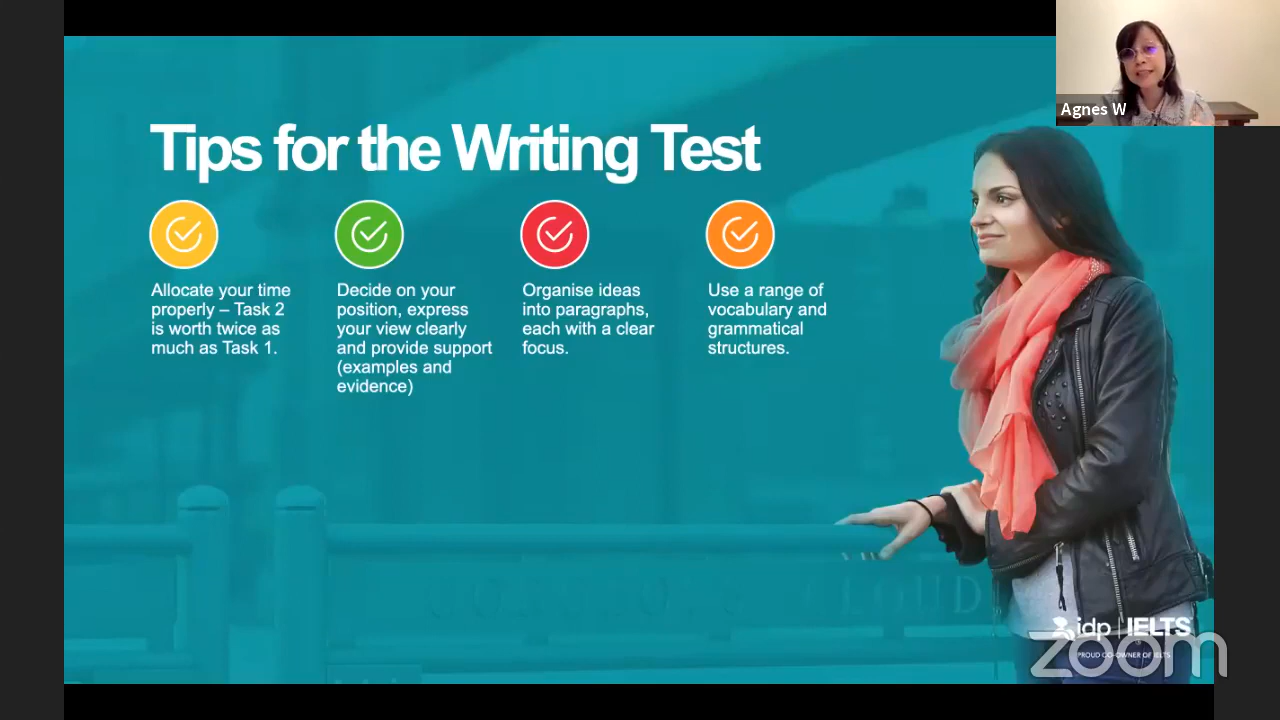 Agnes W
Tips for the Writing Test
Allocate your time
properly – Task 2
is worth twice as
much as Task 1.
Decide on your
position, express
your view clearly
and provide support
(examples and
evidence)
Organise ideas
into paragraphs,
each with a clear
focus.
Use a range of
vocabulary and
grammatical
structures.
idp | IELTS
PROUD CO-OWNER OF IELTS
zoom